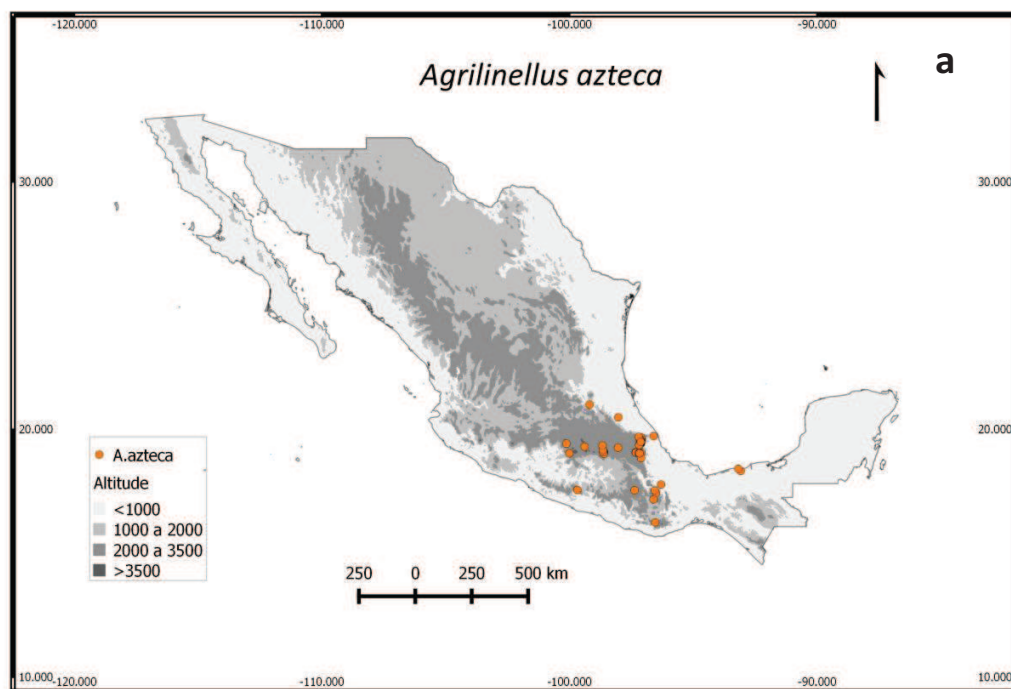 -120.000 -110.000 -100.000 -90.000
Agrilinellus azteca
a
30.000 30.000
20.000 20.000
A.azteca
Altitude
<1000
1000 a 2000
2000 a 3500
>3500
250 0 250 500 km
10.000 10.000
-120.000 -110.000 -100.000 -90.000